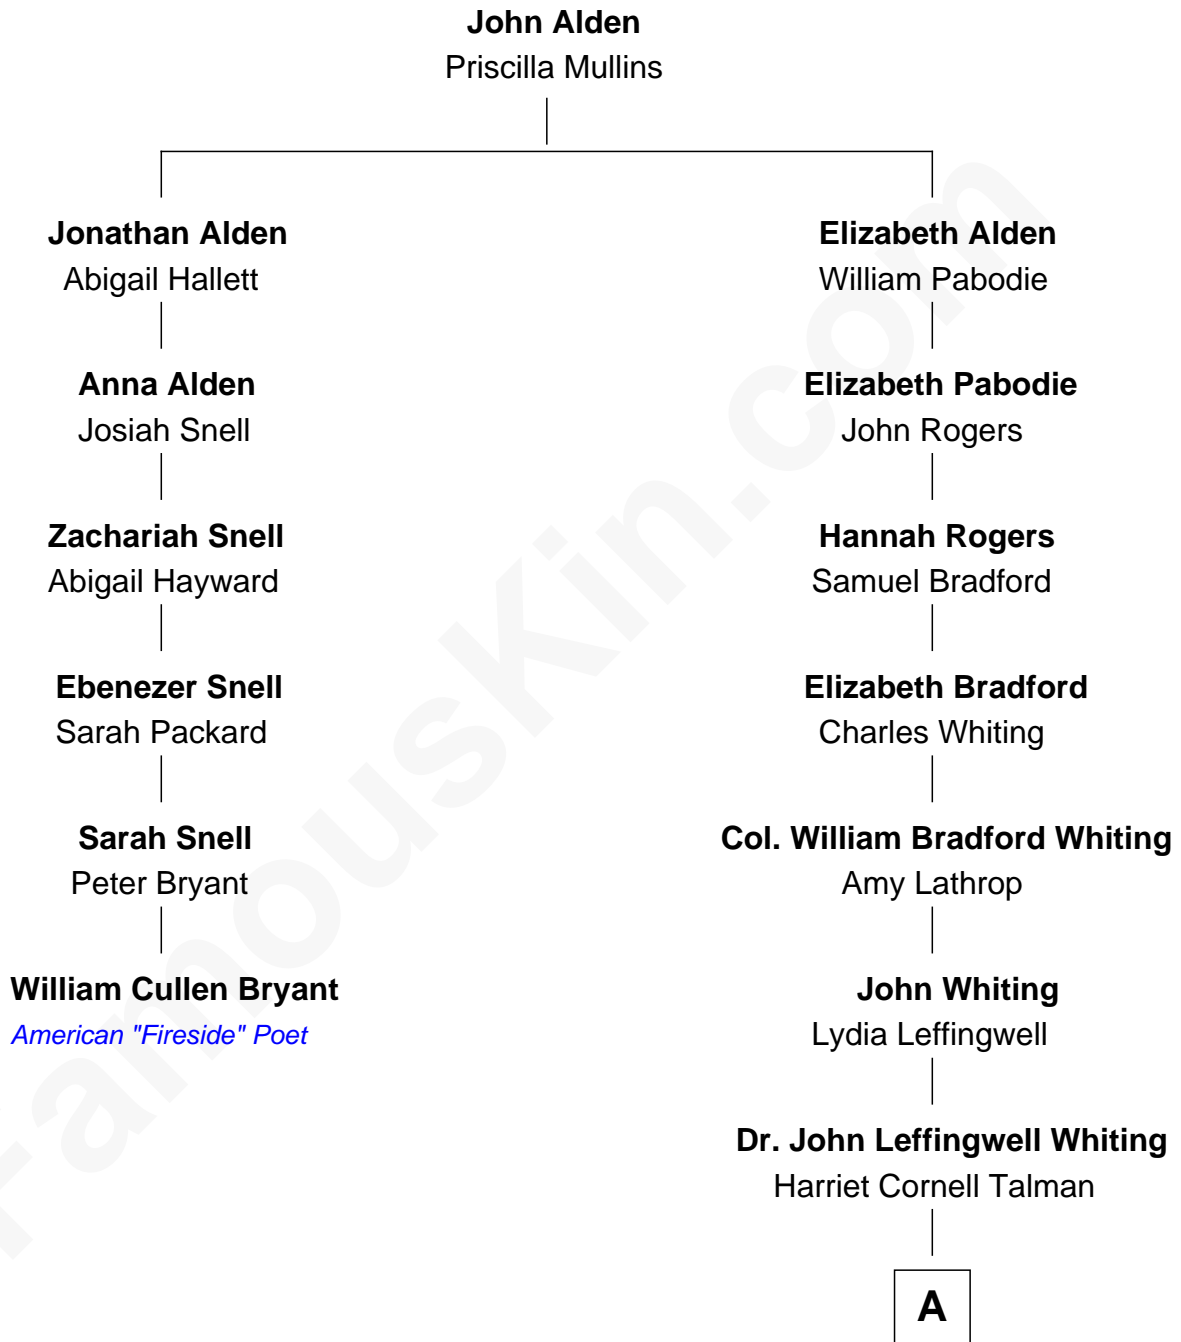 John Alden
Priscilla Mullins
Jonathan Alden
Abigail Hallett
Anna Alden
Josiah Snell
Zachariah Snell
Abigail Hayward
Ebenezer Snell
Sarah Packard
Sarah Snell
Peter Bryant
William Cullen Bryant
American "Fireside" Poet
Elizabeth Alden
William Pabodie
Elizabeth Pabodie
John Rogers
Hannah Rogers
Samuel Bradford
Elizabeth Bradford
Charles Whiting
Col. William Bradford Whiting
Amy Lathrop
John Whiting
Lydia Leffingwell
Dr. John Leffingwell Whiting
Harriet Cornell Talman
A
FamousKin.com